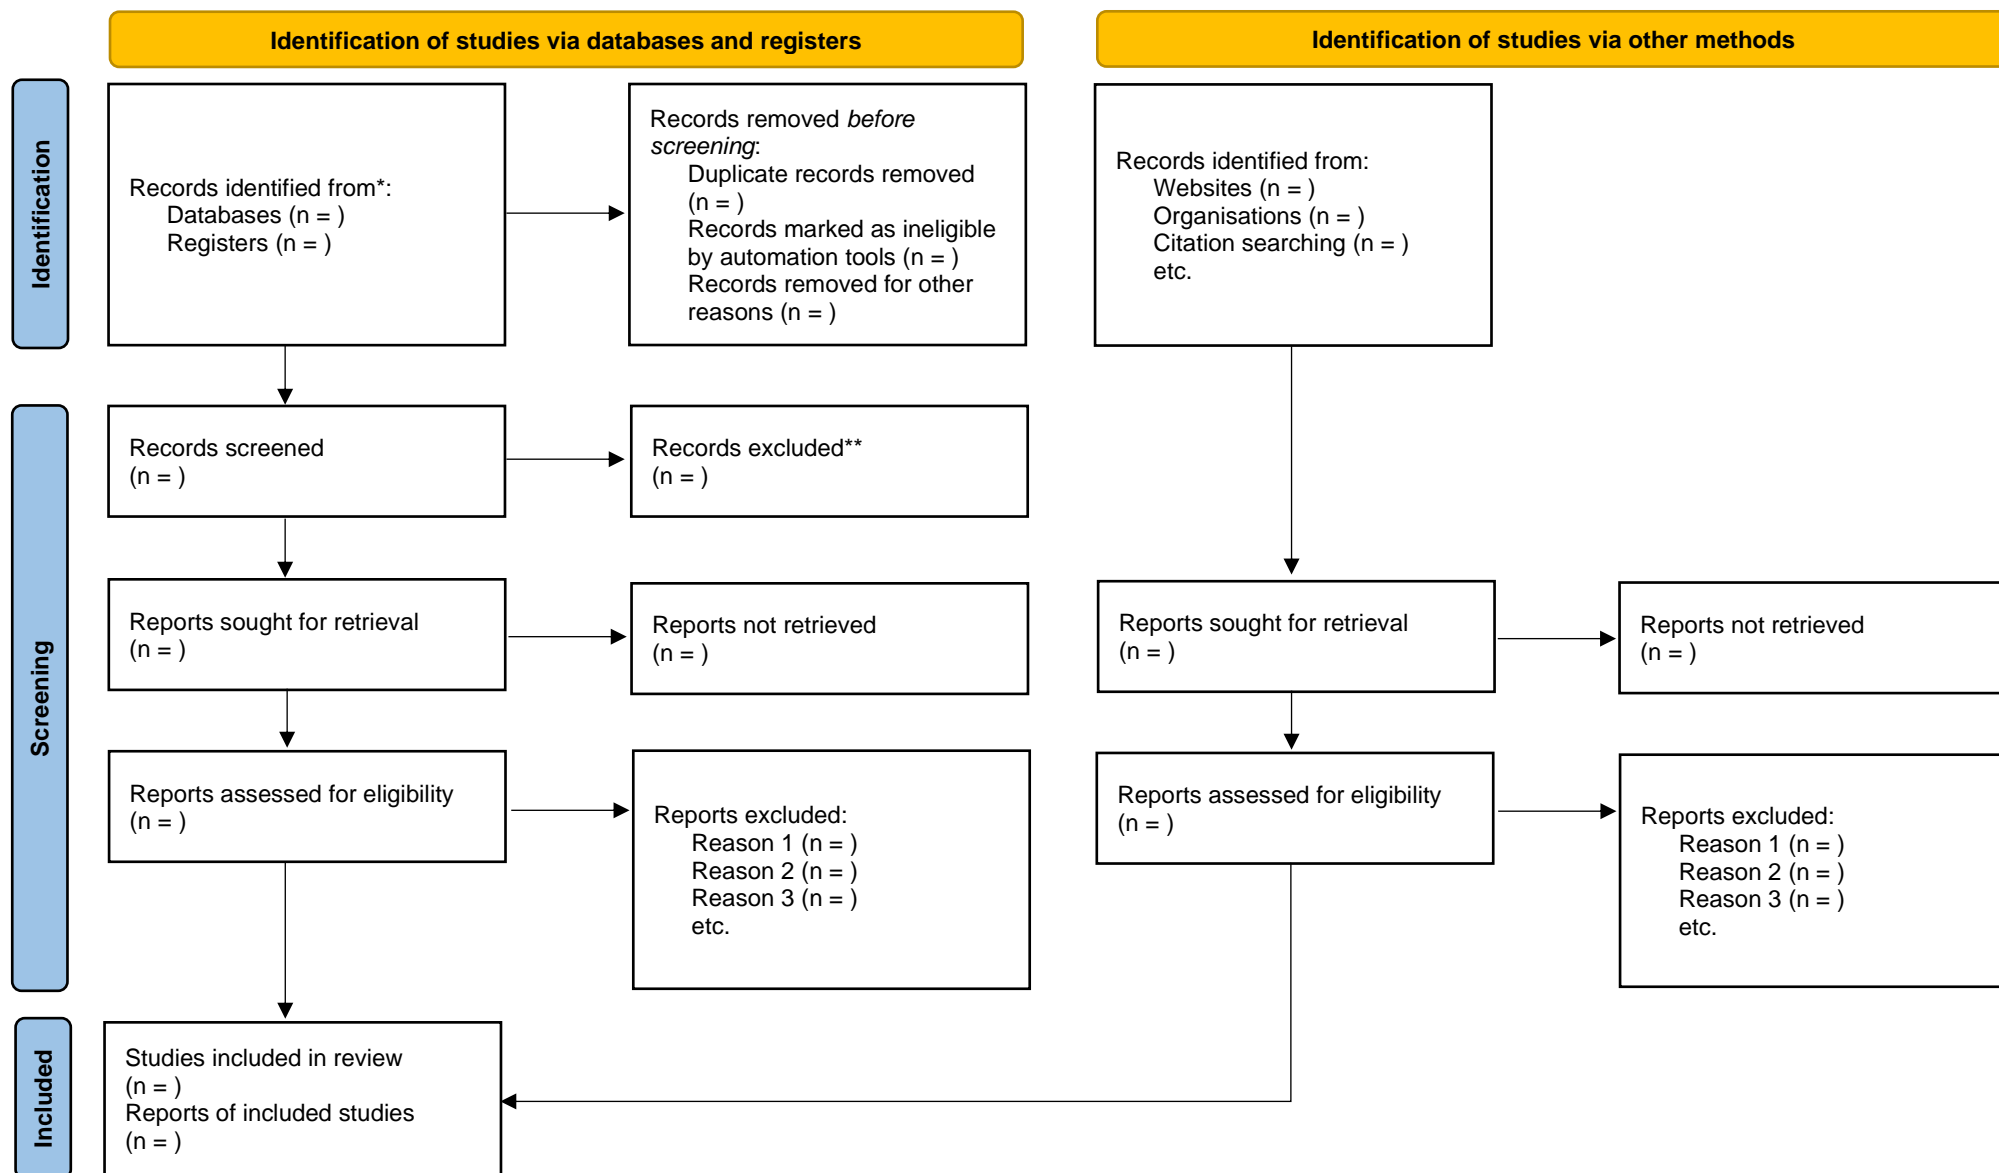 Identification of studies via databases and registers
Identification of studies via other methods
Identification
Records identified from*:
Databases (n = )
Registers (n = )
Records removed before
screening:
Duplicate records removed
(n = )
Records marked as ineligible
by automation tools (n = )
Records removed for other
reasons (n = )
Records identified from:
Websites (n = )
Organisations (n = )
Citation searching (n = )
etc.
Screening
Records screened
(n = )
Records excluded**
(n = )
Reports sought for retrieval
(n = )
Reports not retrieved
(n = )
Reports sought for retrieval
(n = )
Reports not retrieved
(n = )
Reports assessed for eligibility
(n = )
Reports excluded:
Reason 1 (n = )
Reason 2 (n = )
Reason 3 (n = )
etc.
Reports assessed for eligibility
(n = )
Reports excluded:
Reason 1 (n = )
Reason 2 (n = )
Reason 3 (n = )
etc.
Included
Studies included in review
(n = )
Reports of included studies
(n = )